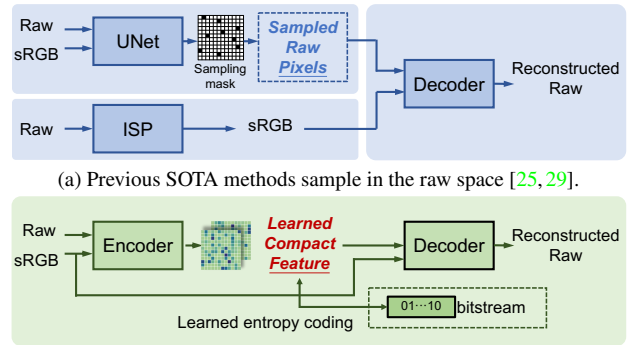 Raw
sRGB
UNet
Sampling
mask
Sampled
Raw
Pixels
Decoder
Reconstructed
Raw
Raw
ISP
sRGB
(a) Previous SOTA methods sample in the raw space [25, 29].
Raw
sRGB
Encoder
Learned
Compact
Feature
Decoder
Reconstructed
Raw
Learned entropy coding
01···10 bitstream